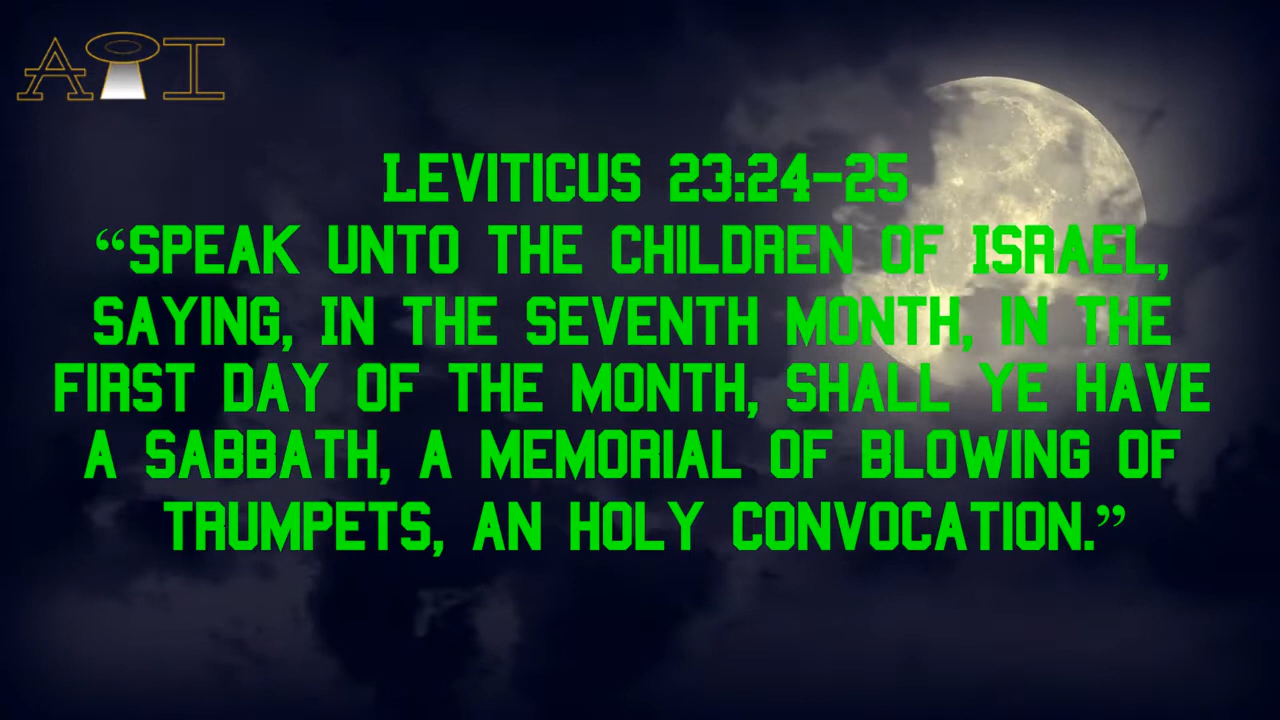 A I
LEVITICUS 23:24-25
“SPEAK UNTO THE CHILDREN OF ISRAEL,
SAYING, IN THE SEVENTH MONTH, IN THE
FIRST DAY OF THE MONTH, SHALL YE HAVE
A SABBATH, A MEMORIAL OF BLOWING OF
TRUMPETS, AN HOLY CONVOCATION.”